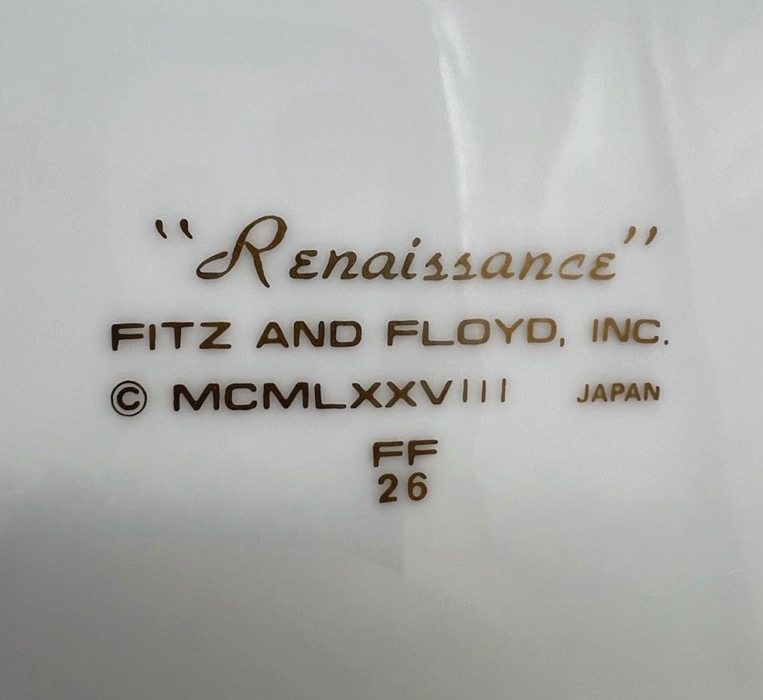 "Renaissance"
FITZ AND FLOYD, INC.
© MCMLXXVIII JAPAN
FF
26